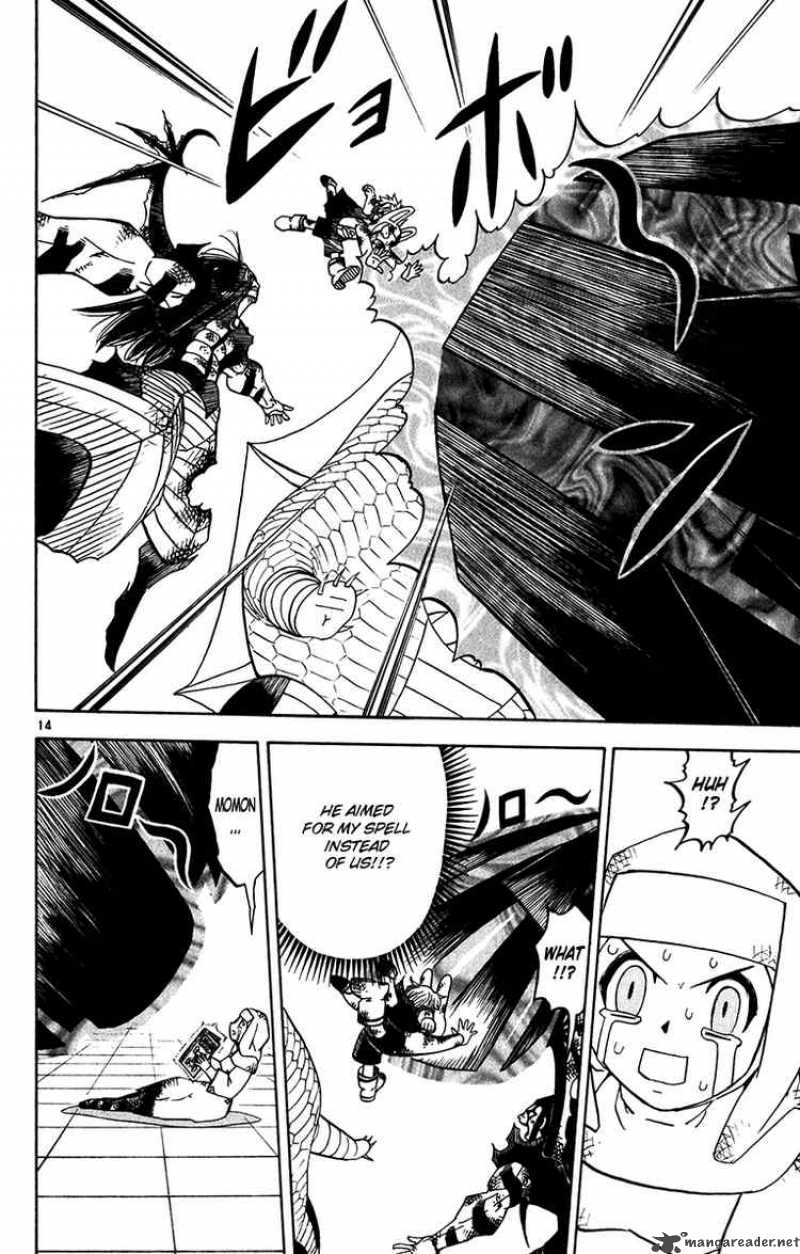 ビョボ
14
HUH
!?
ノロ〜
WHAT
!!?
HE AIMED
FOR MY SPELL
INSTEAD
OF US!!?
MOMON
...
ノロ〜
mangareader.net